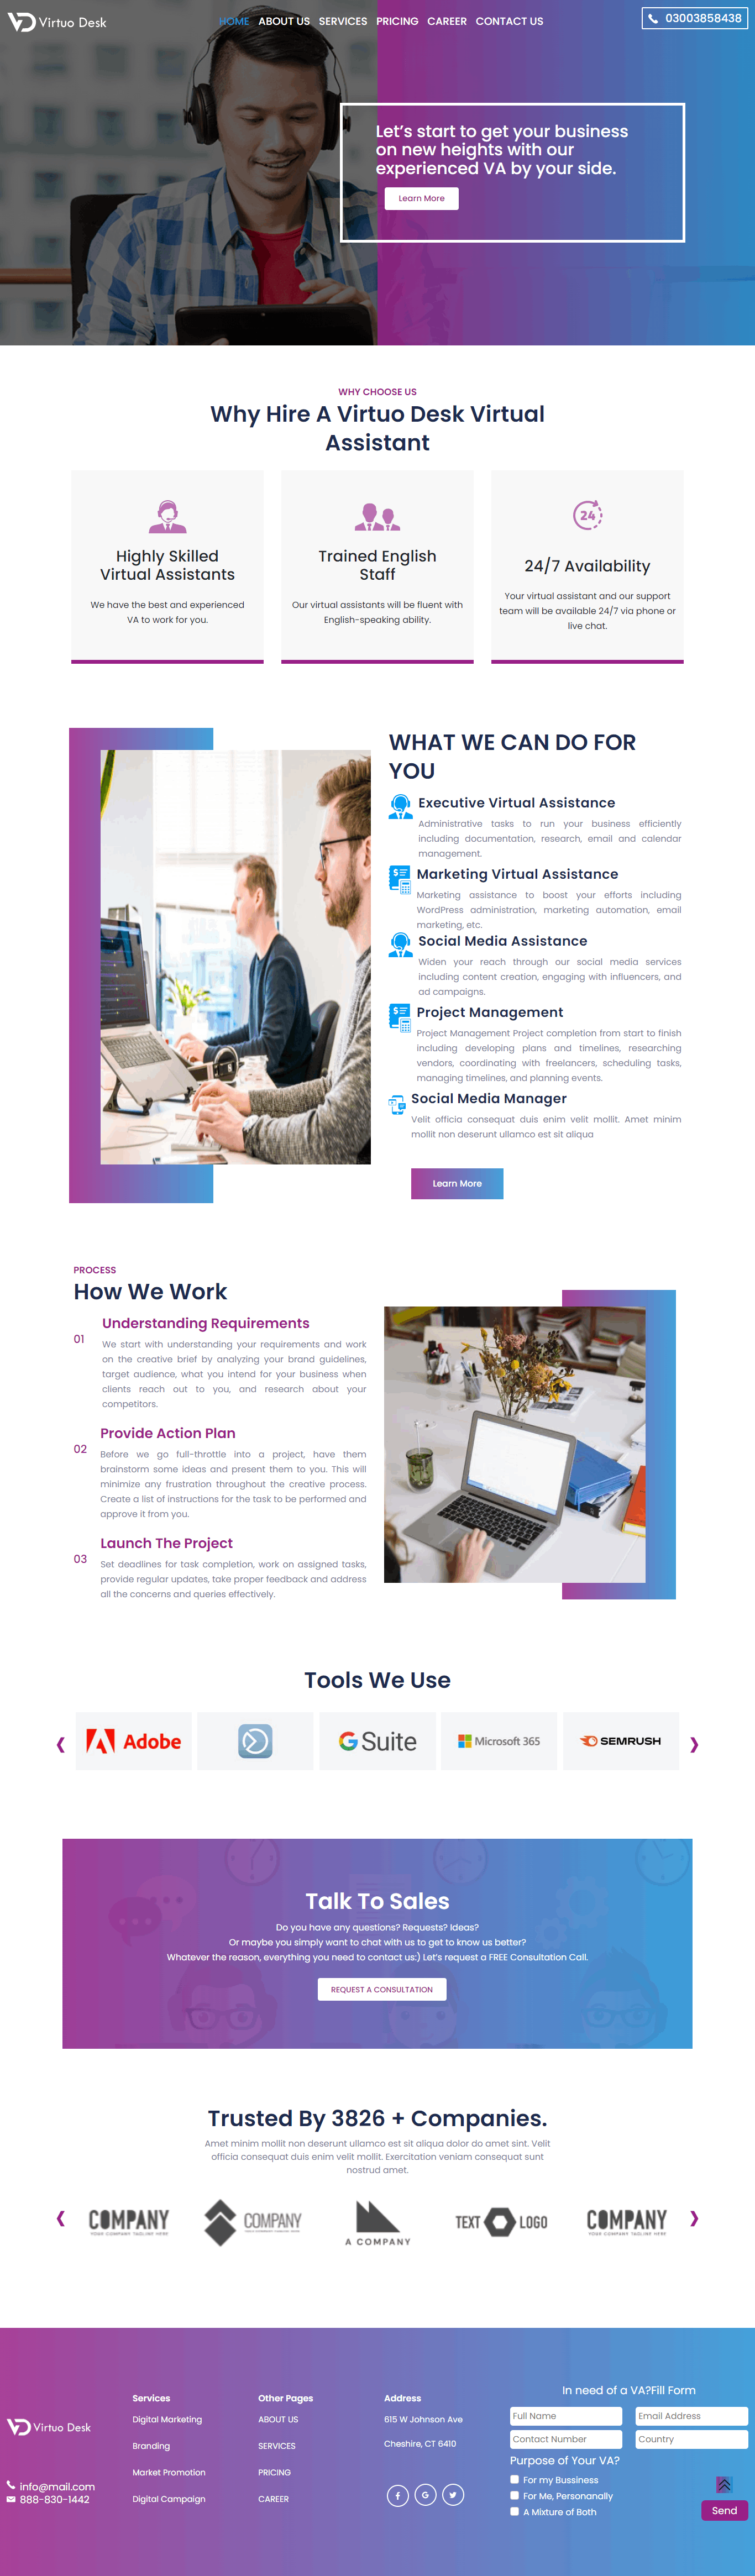 Virtuo Desk
HOME ABOUT US SERVICES PRICING CAREER CONTACT US
03003858438
Let's start to get your business
on new heights with our
experienced VA by your side.
Learn More
WHY CHOOSE US
Why Hire A Virtuo Desk Virtual
Assistant
Highly Skilled
Virtual Assistants
We have the best and experienced
VA to work for you.
Trained English
Staff
Our virtual assistants will be fluent with
English-speaking ability.
24
24/7 Availability
Your virtual assistant and our support
team will be available 24/7 via phone or
live chat.
WHAT WE CAN DO FOR
YOU
Executive Virtual Assistance
Administrative tasks to run your business efficiently
including documentation, research, email and calendar
management.
Marketing Virtual Assistance
Marketing assistance to boost your efforts including
WordPress administration, marketing automation, email
marketing, etc.
Social Media Assistance
Widen your reach through our social media services
including content creation, engaging with influencers, and
ad campaigns.
Project Management
Project Management Project completion from start to finish
including developing plans and timelines, researching
vendors, coordinating with freelancers, scheduling tasks,
managing timelines, and planning events.
Social Media Manager
Velit officia consequat duis enim velit mollit. Amet minim
mollit non deserunt ullamco est sit aliqua
Learn More
PROCESS
How We Work
01
Understanding Requirements
We start with understanding your requirements and work
on the creative brief by analyzing your brand guidelines,
target audience, what you intend for your business when
clients reach out to you, and research about your
competitors.
02
Provide Action Plan
Before we go full-throttle into a project, have them
brainstorm some ideas and present them to you. This will
minimize any frustration throughout the creative process.
Create a list of instructions for the task to be performed and
approve it from you.
03
Launch The Project
Set deadlines for task completion, work on assigned tasks,
provide regular updates, take proper feedback and address
all the concerns and queries effectively.
Tools We Use
Adobe
G Suite
Microsoft 365
SEMRUSH
Talk To Sales
Do you have any questions? Requests? Ideas?
Or maybe you simply want to chat with us to get to know us better?
Whatever the reason, everything you need to contact us:) Let's request a FREE Consultation Call.
REQUEST A CONSULTATION
Trusted By 3826 + Companies.
Amet minim mollit non deserunt ullamco est sit aliqua dolor do amet sint. Velit
officia consequat duis enim velit mollit. Exercitation veniam consequat sunt
nostrud amet.
COMPANY
YOUR COMPANY TAGLINE HERE
COMPANY
A COMPANY
TEXT LOGO
COMPANY
YOUR COMPANY TAGLINE HERE
Virtuo Desk
info@mail.com
888-830-1442
Services
Digital Marketing
Branding
Market Promotion
Digital Campaign
Other Pages
ABOUT US
SERVICES
PRICING
CAREER
Address
615 W Johnson Ave
Cheshire, CT 6410
In need of a VA?Fill Form
Full Name
Email Address
Contact Number
Country
Purpose of Your VA?
For my Bussiness
For Me, Personanally
A Mixture of Both
Send